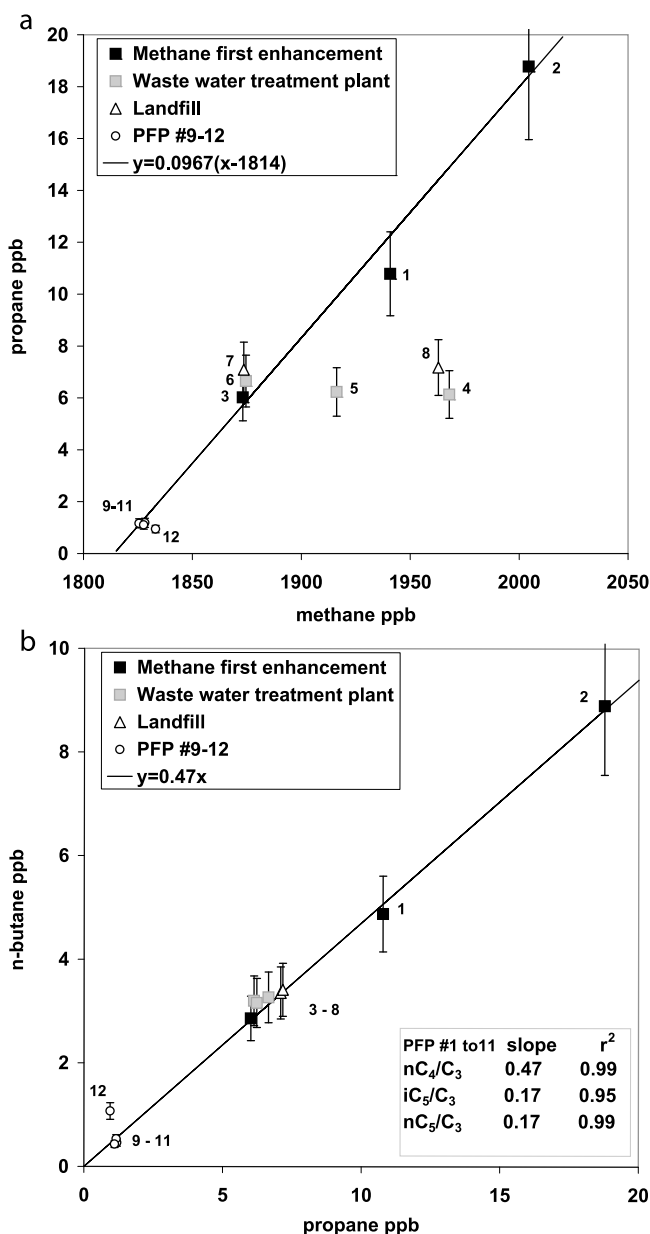 a
20
18
16
14
12
10
8
6
4
2
0
propane ppb
Methane first enhancement
Waste water treatment plant
Landfill
PFP #9-12
y=0.0967(x-1814)
2
1
7
6
3
5
8
4
9-11
12
1800 1850 1900 1950 2000 2050
methane ppb
b
10
8
6
4
2
0
n-butane ppb
Methane first enhancement
Waste water treatment plant
Landfill
PFP #9-12
y=0.47x
2
1
3 - 8
12
9 - 11
PFP #1 to11 slope r²
nC₄/C₃ 0.47 0.99
iC₅/C₃ 0.17 0.95
nC₅/C₃ 0.17 0.99
0 5 10 15 20
propane ppb